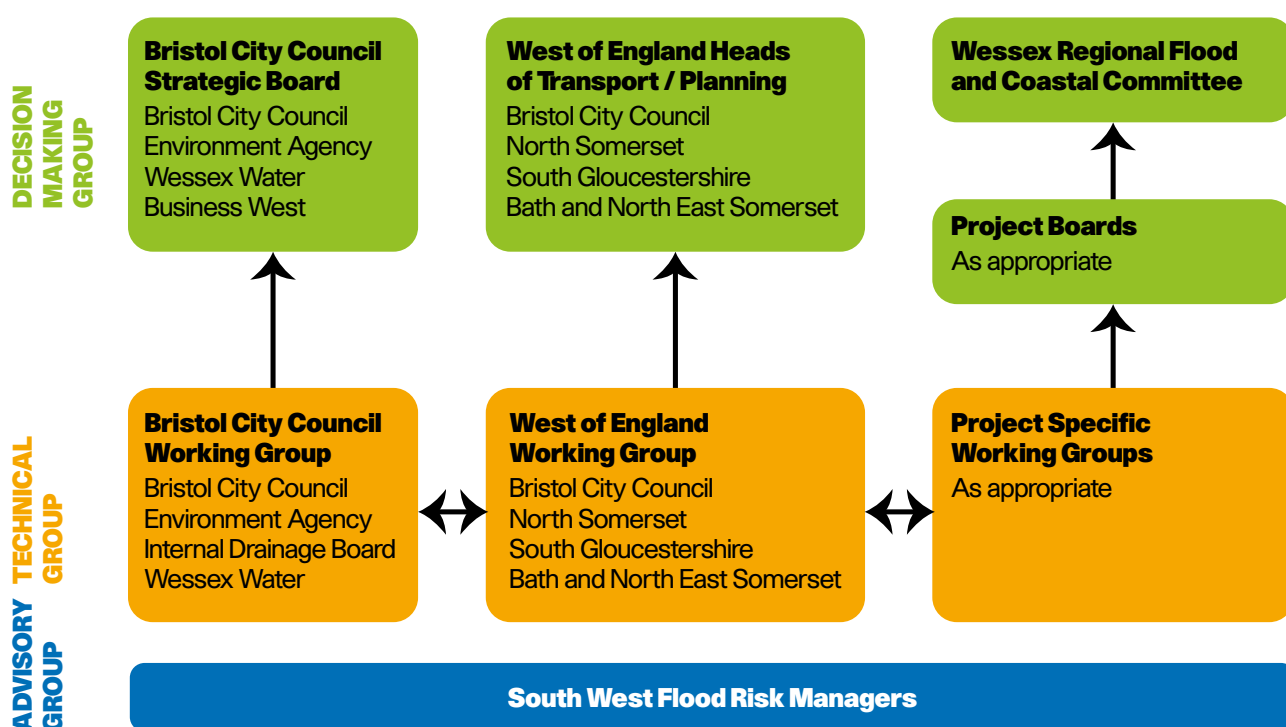 DECISION
MAKING
GROUP
Bristol City Council
Strategic Board
Bristol City Council
Environment Agency
Wessex Water
Business West
West of England Heads
of Transport / Planning
Bristol City Council
North Somerset
South Gloucestershire
Bath and North East Somerset
Wessex Regional Flood
and Coastal Committee
Project Boards
As appropriate
TECHNICAL
GROUP
Bristol City Council
Working Group
Bristol City Council
Environment Agency
Internal Drainage Board
Wessex Water
West of England
Working Group
Bristol City Council
North Somerset
South Gloucestershire
Bath and North East Somerset
Project Specific
Working Groups
As appropriate
ADVISORY
GROUP
South West Flood Risk Managers